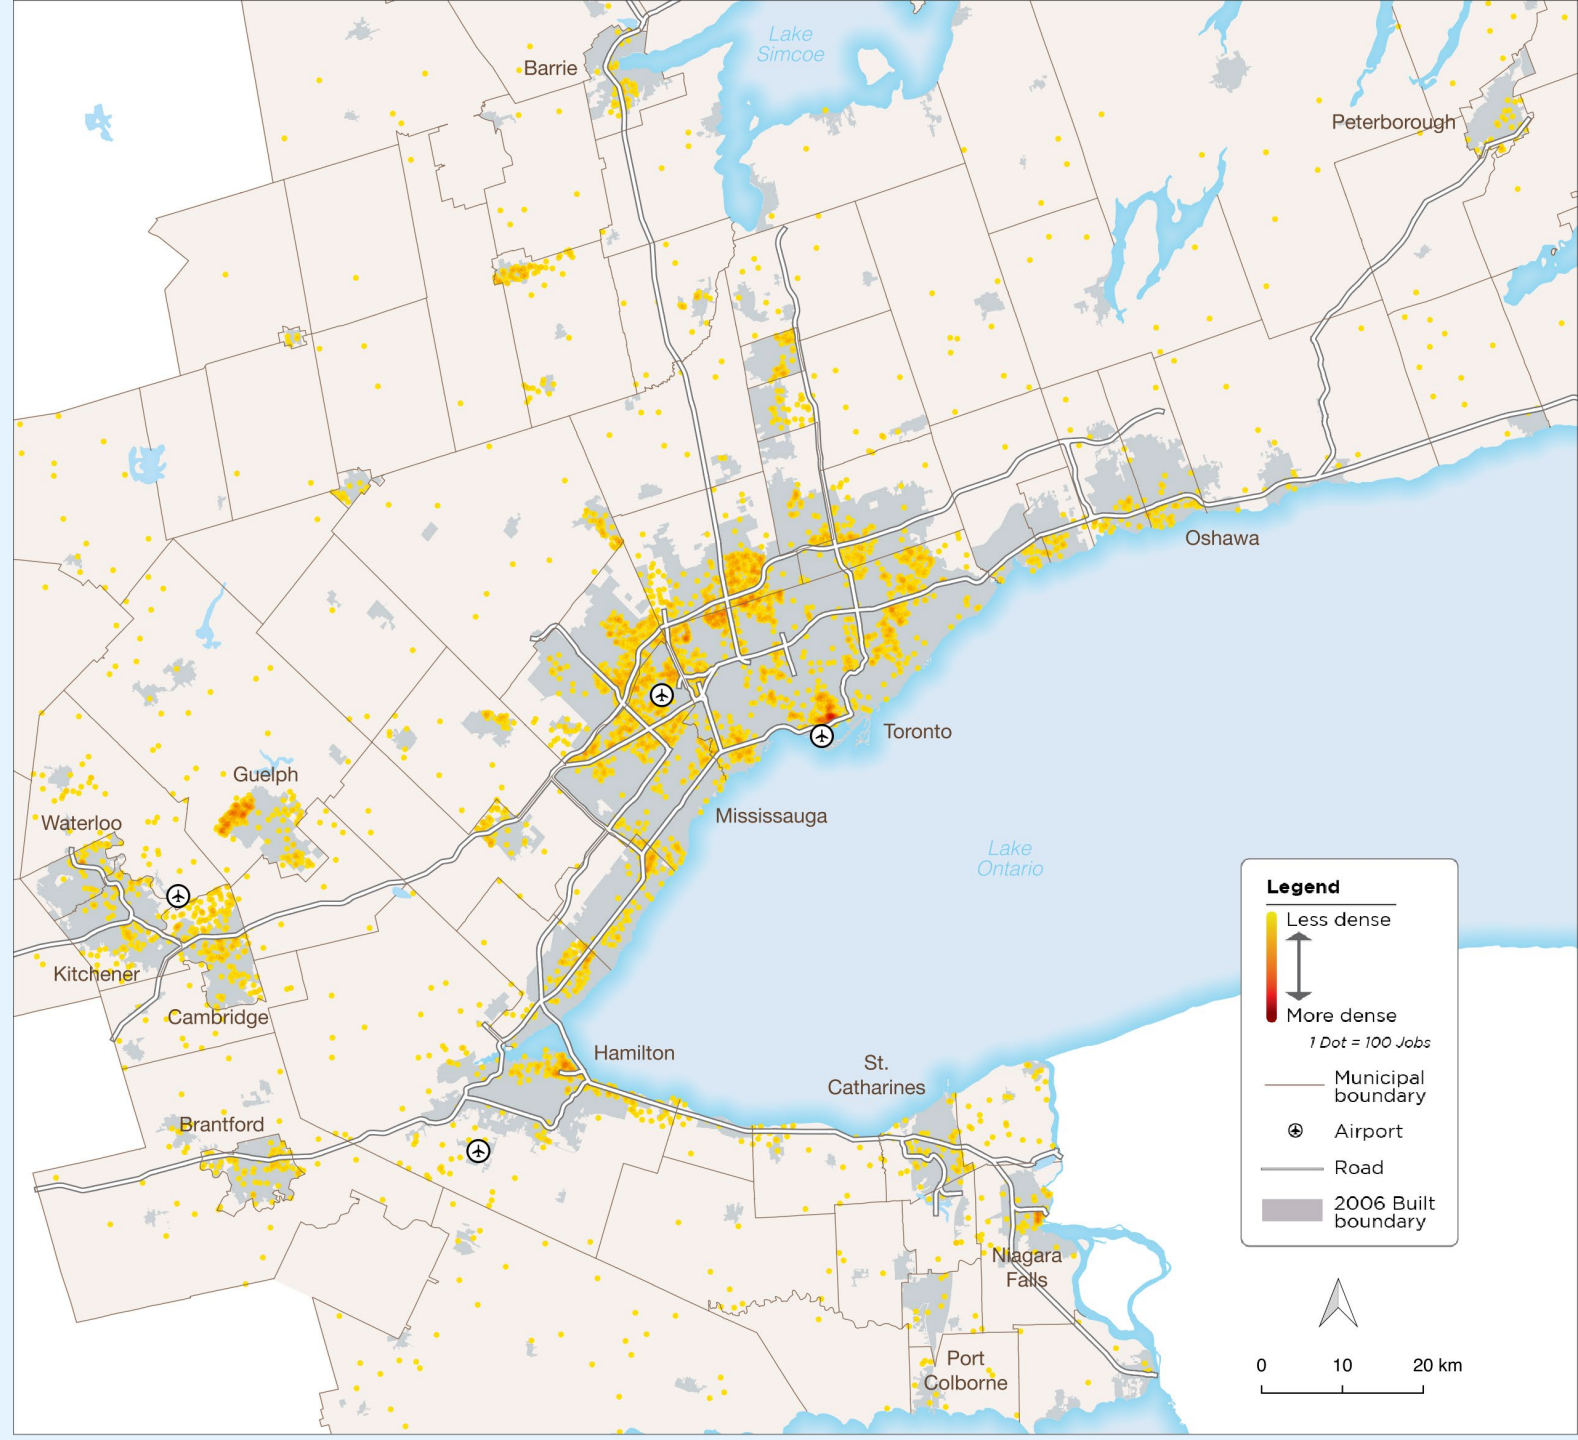 Lake
Simcoe
Barrie
Peterborough
Oshawa
Toronto
Guelph
Mississauga
Waterloo
Lake
Ontario
Kitchener
Cambridge
Hamilton
St.
Catharines
Brantford
Niagara
Falls
Port
Colborne
Legend
Less dense
More dense
1 Dot = 100 Jobs
Municipal
boundary
Airport
Road
2006 Built
boundary
0 10 20 km